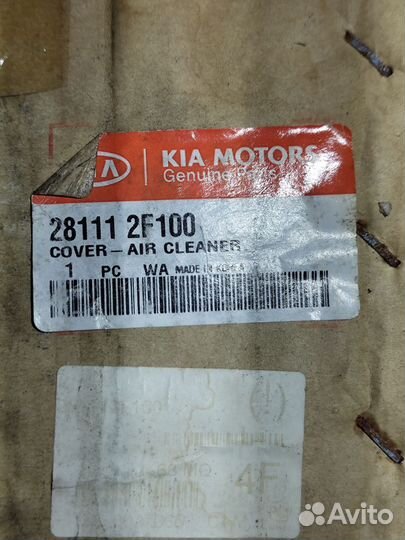 KIA MOTORS
Genuine Parts
28111 2F100
COVER-AIR CLEANER
1 PC WA MADE IN KOREA
4F
Avito